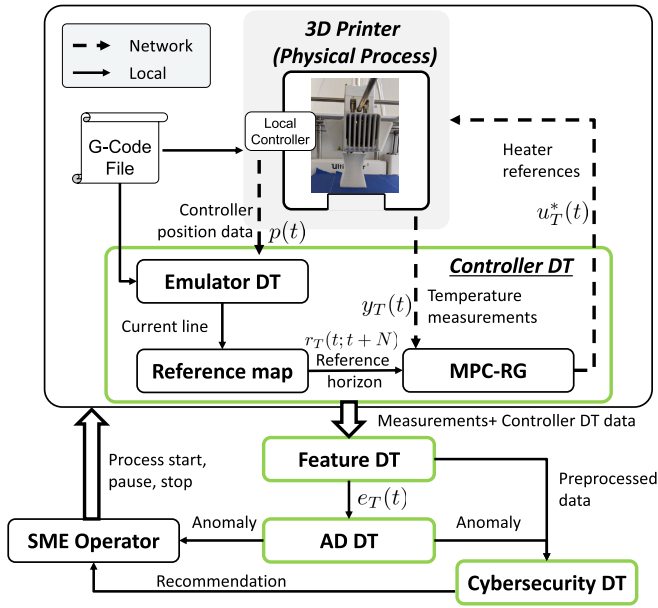 3D Printer
(Physical Process)
Network
Local
G-Code
File
Local
Controller
Heater
references
u*_T(t)
Controller
position data
p(t)
Controller DT
Emulator DT
y_T(t)
Temperature
measurements
Current line
r_T(t; t + N)
Reference
horizon
Reference map
MPC-RG
Measurements+ Controller DT data
Process start,
pause, stop
Feature DT
Preprocessed
data
e_T(t)
Anomaly
Anomaly
SME Operator
AD DT
Recommendation
Cybersecurity DT